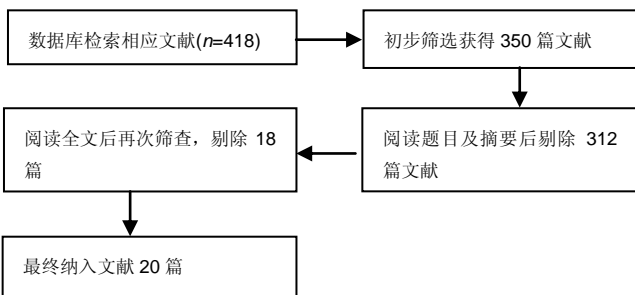 数据库检索相应文献(n=418)
初步筛选获得 350 篇文献
阅读题目及摘要后剔除 312
篇文献
阅读全文后再次筛查，剔除 18
篇
最终纳入文献 20 篇